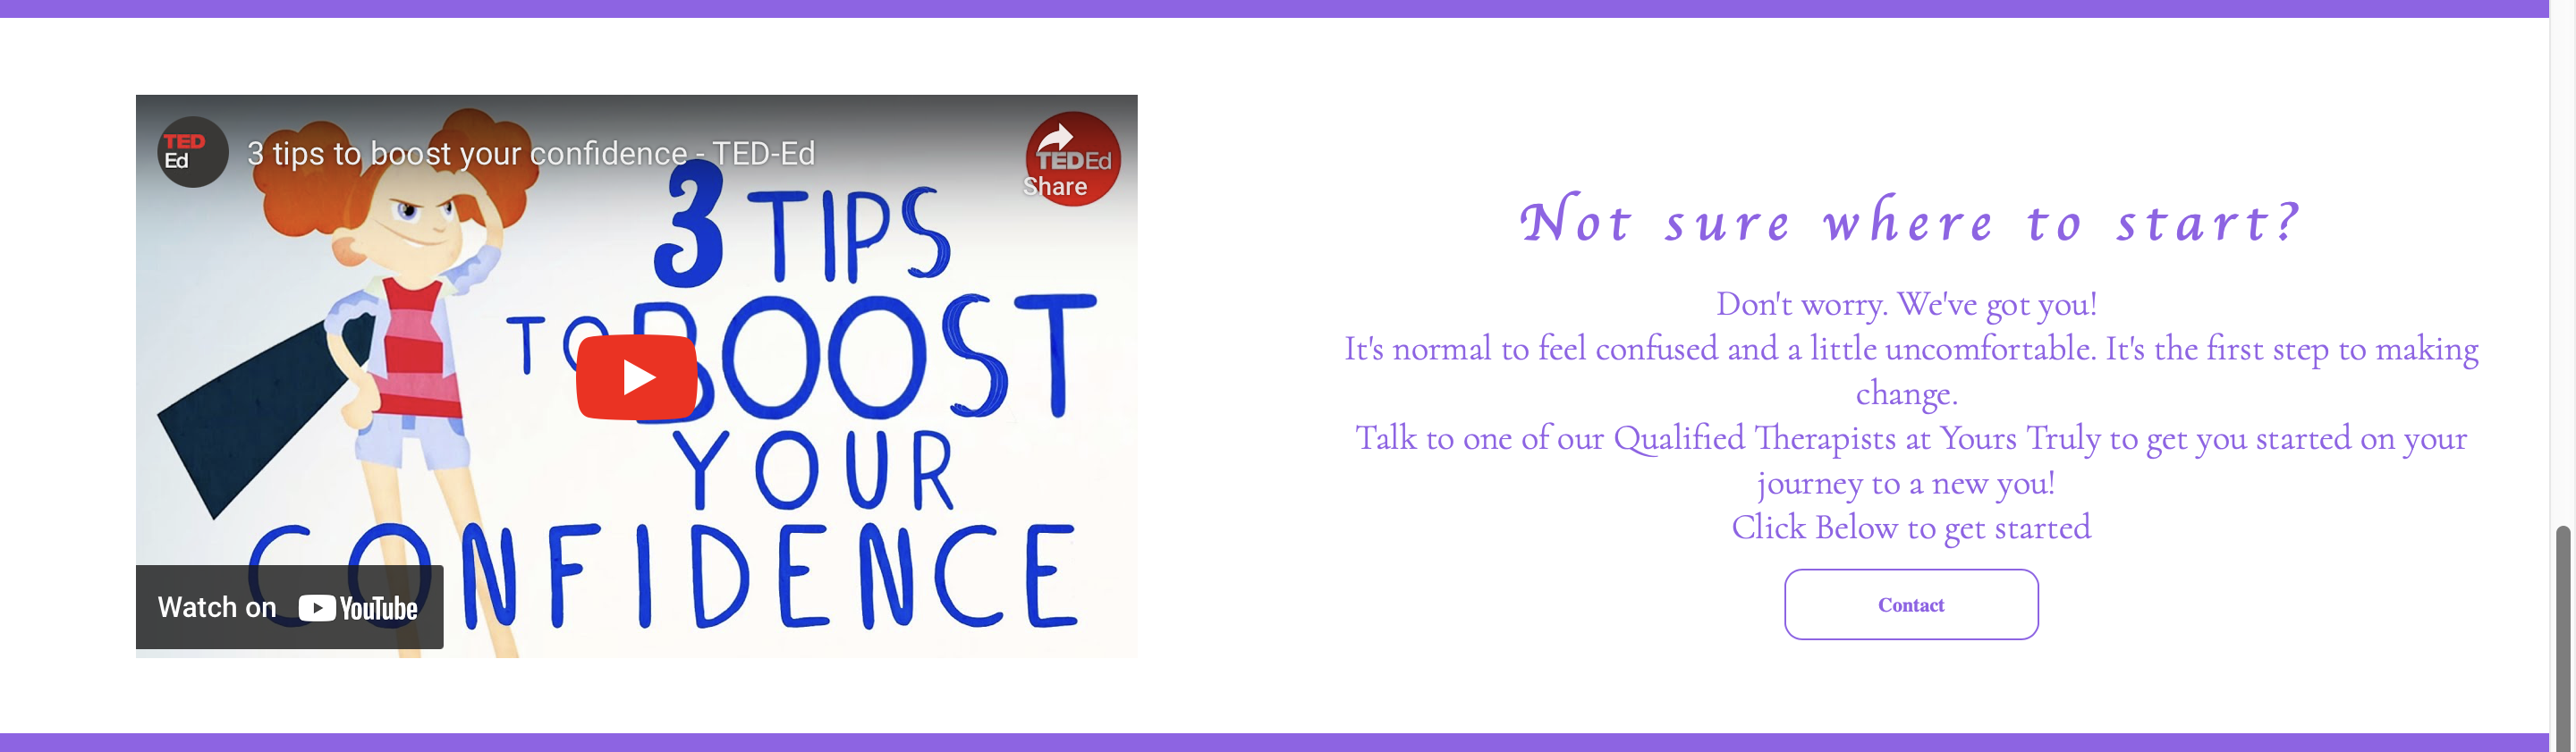 TED
Ed
3 tips to boost your confidence - TED-Ed
TEDEd
Share
3 TIPS
TO BOOST
YOUR
CONFIDENCE
Watch on YouTube
Not sure where to start?
Don't worry. We've got you!
It's normal to feel confused and a little uncomfortable. It's the first step to making
change.
Talk to one of our Qualified Therapists at Yours Truly to get you started on your
journey to a new you!
Click Below to get started
Contact